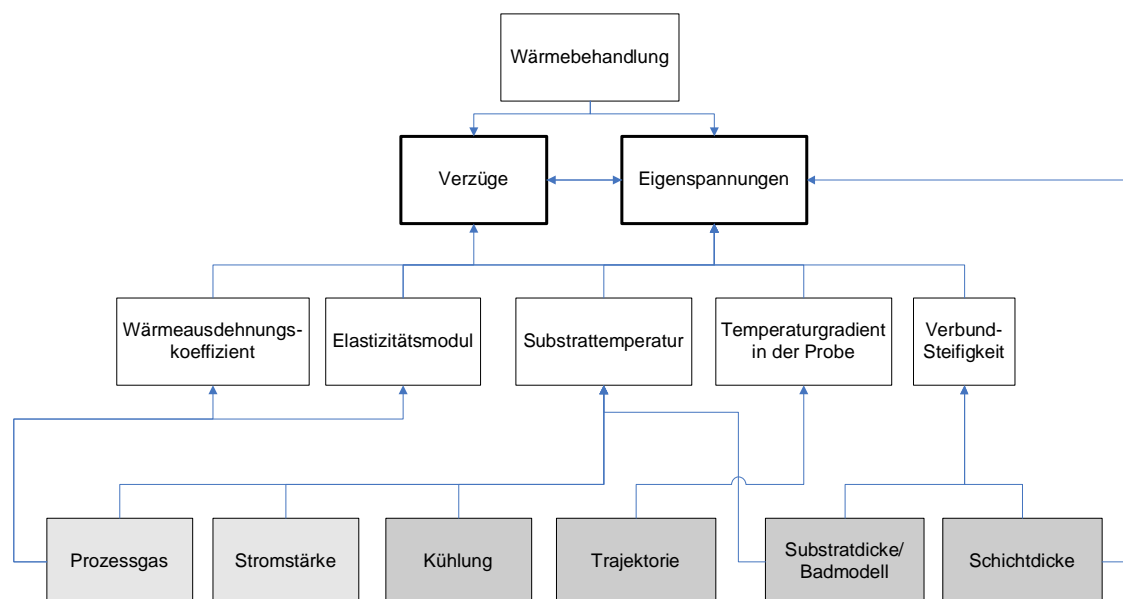 Wärmebehandlung
Verzüge
Eigenspannungen
Wärmeausdehnungs-
koeffizient
Elastizitätsmodul
Substrattemperatur
Temperaturgradient
in der Probe
Verbund-
Steifigkeit
Prozessgas
Stromstärke
Kühlung
Trajektorie
Substratdicke/
Badmodell
Schichtdicke